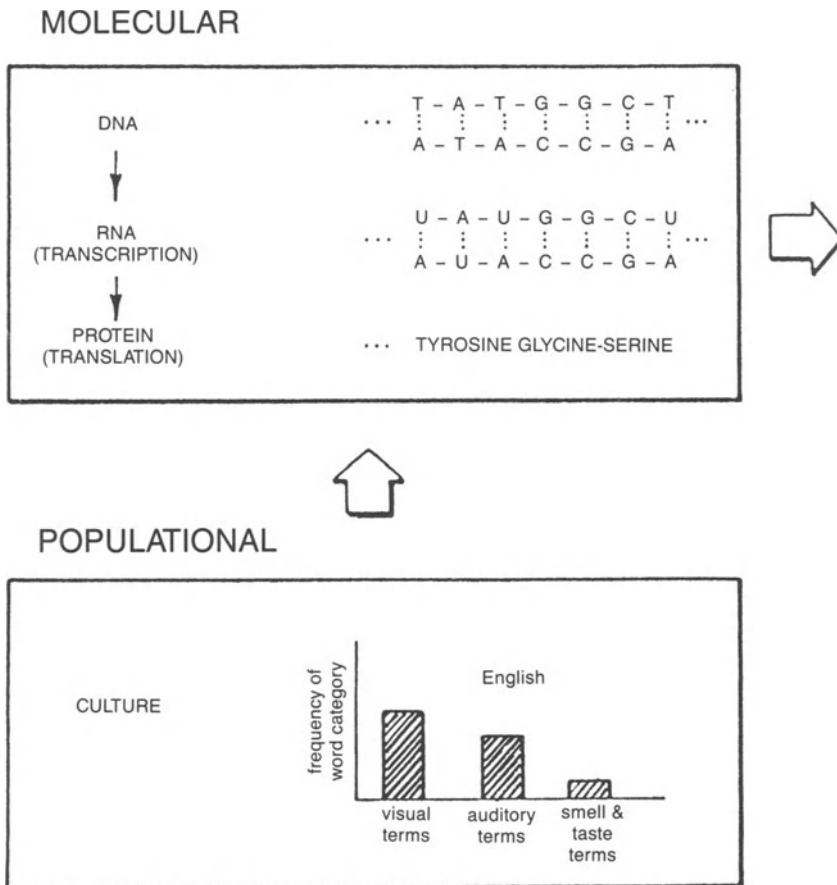 MOLECULAR
DNA
... T - A - T - G - G - C - T ...
A - T - A - C - C - G - A
RNA
(TRANSCRIPTION)
... U - A - U - G - G - C - U ...
A - U - A - C - C - G - A
PROTEIN
(TRANSLATION)
... TYROSINE GLYCINE-SERINE
POPULATIONAL
CULTURE
frequency of
word category
English
visual
terms
auditory
terms
smell &
taste
terms